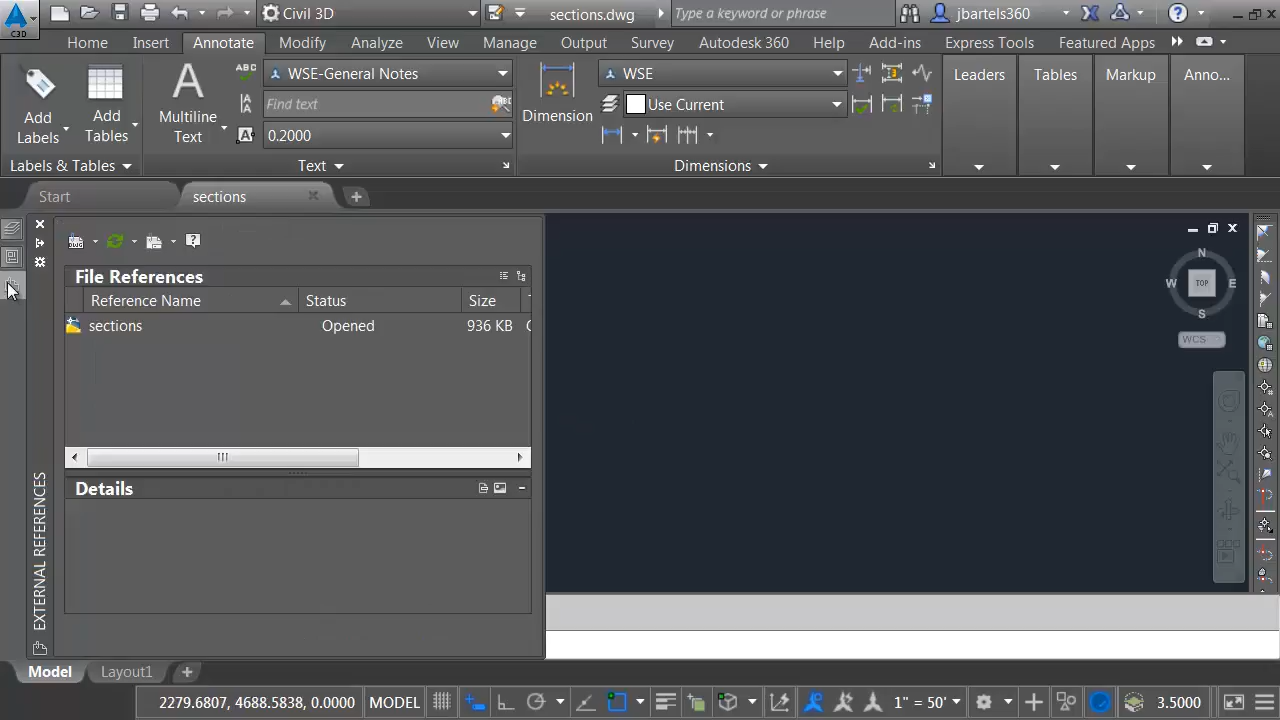 C3D
Civil 3D
sections.dwg
Type a keyword or phrase
jbartels360
Home
Insert
Annotate
Modify
Analyze
View
Manage
Output
Survey
Autodesk 360
Help
Add-ins
Express Tools
Featured Apps
Add
Labels
Add
Tables
Labels & Tables
A
Multiline
Text
ABC
WSE-General Notes
Find text
0.2000
Text
Dimension
WSE
Use Current
Dimensions
Leaders
Tables
Markup
Anno...
Start
sections
File References
Reference Name
Status
Size
sections
Opened
936 KB
Details
EXTERNAL REFERENCES
N
W
TOP
E
S
WCS
Model
Layout1
2279.6807, 4688.5838, 0.0000
MODEL
1" = 50'
3.5000